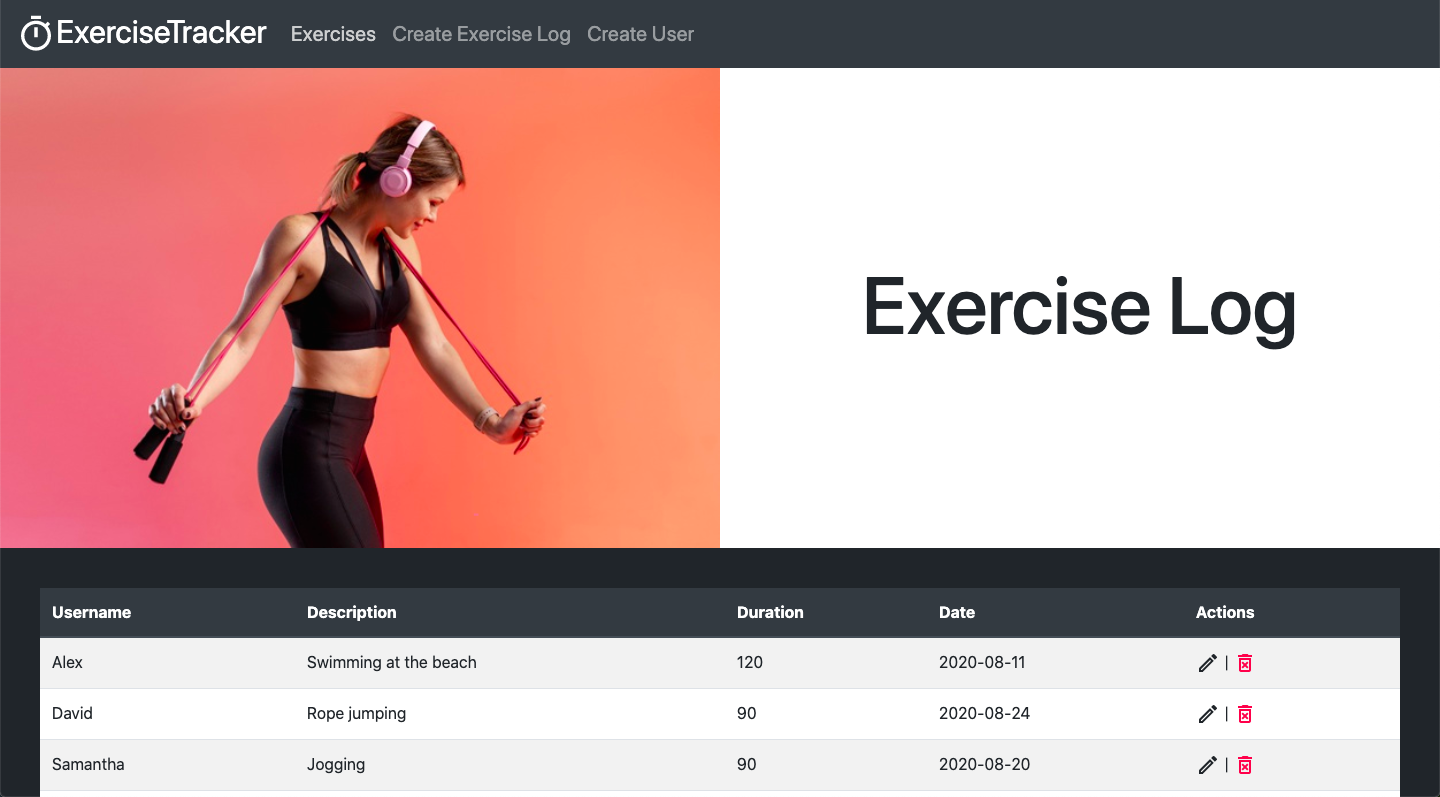 ExerciseTracker Exercises Create Exercise Log Create User
Exercise Log
Username Description Duration Date Actions
Alex Swimming at the beach 120 2020-08-11 |
David Rope jumping 90 2020-08-24 |
Samantha Jogging 90 2020-08-20 |